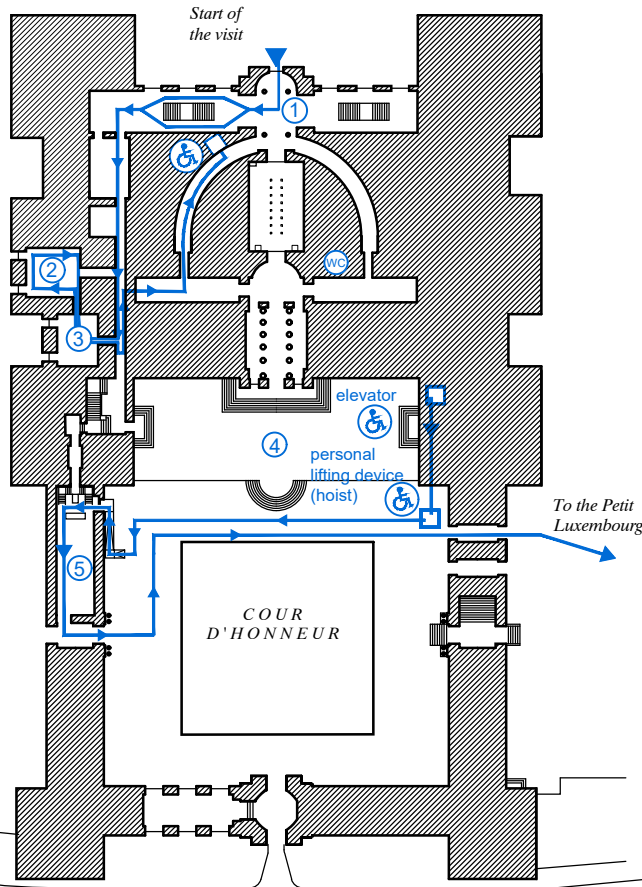 Start of
the visit
1
WC
2
3
elevator
4
personal
lifting device
(hoist)
To the Petit
Luxembourg
5
COUR
D'HONNEUR